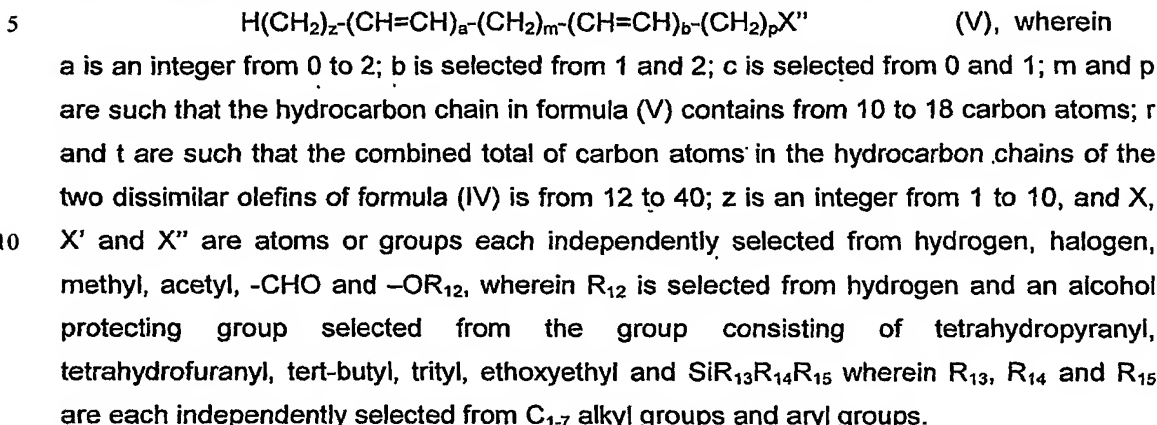 5 H(CH₂)z-(CH=CH)a-(CH₂)m-(CH=CH)b-(CH₂)pX" (V), wherein
a is an integer from 0 to 2; b is selected from 1 and 2; c is selected from 0 and 1; m and p
are such that the hydrocarbon chain in formula (V) contains from 10 to 18 carbon atoms; r
and t are such that the combined total of carbon atoms in the hydrocarbon chains of the
two dissimilar olefins of formula (IV) is from 12 to 40; z is an integer from 1 to 10, and X,
10 X' and X" are atoms or groups each independently selected from hydrogen, halogen,
methyl, acetyl, -CHO and –OR₁₂, wherein R₁₂ is selected from hydrogen and an alcohol
protecting group selected from the group consisting of tetrahydropyranyl,
tetrahydrofuranyl, tert-butyl, trityl, ethoxyethyl and SiR₁₃R₁₄R₁₅ wherein R₁₃, R₁₄ and R₁₅
are each independently selected from C₁₋₇ alkyl groups and aryl groups.